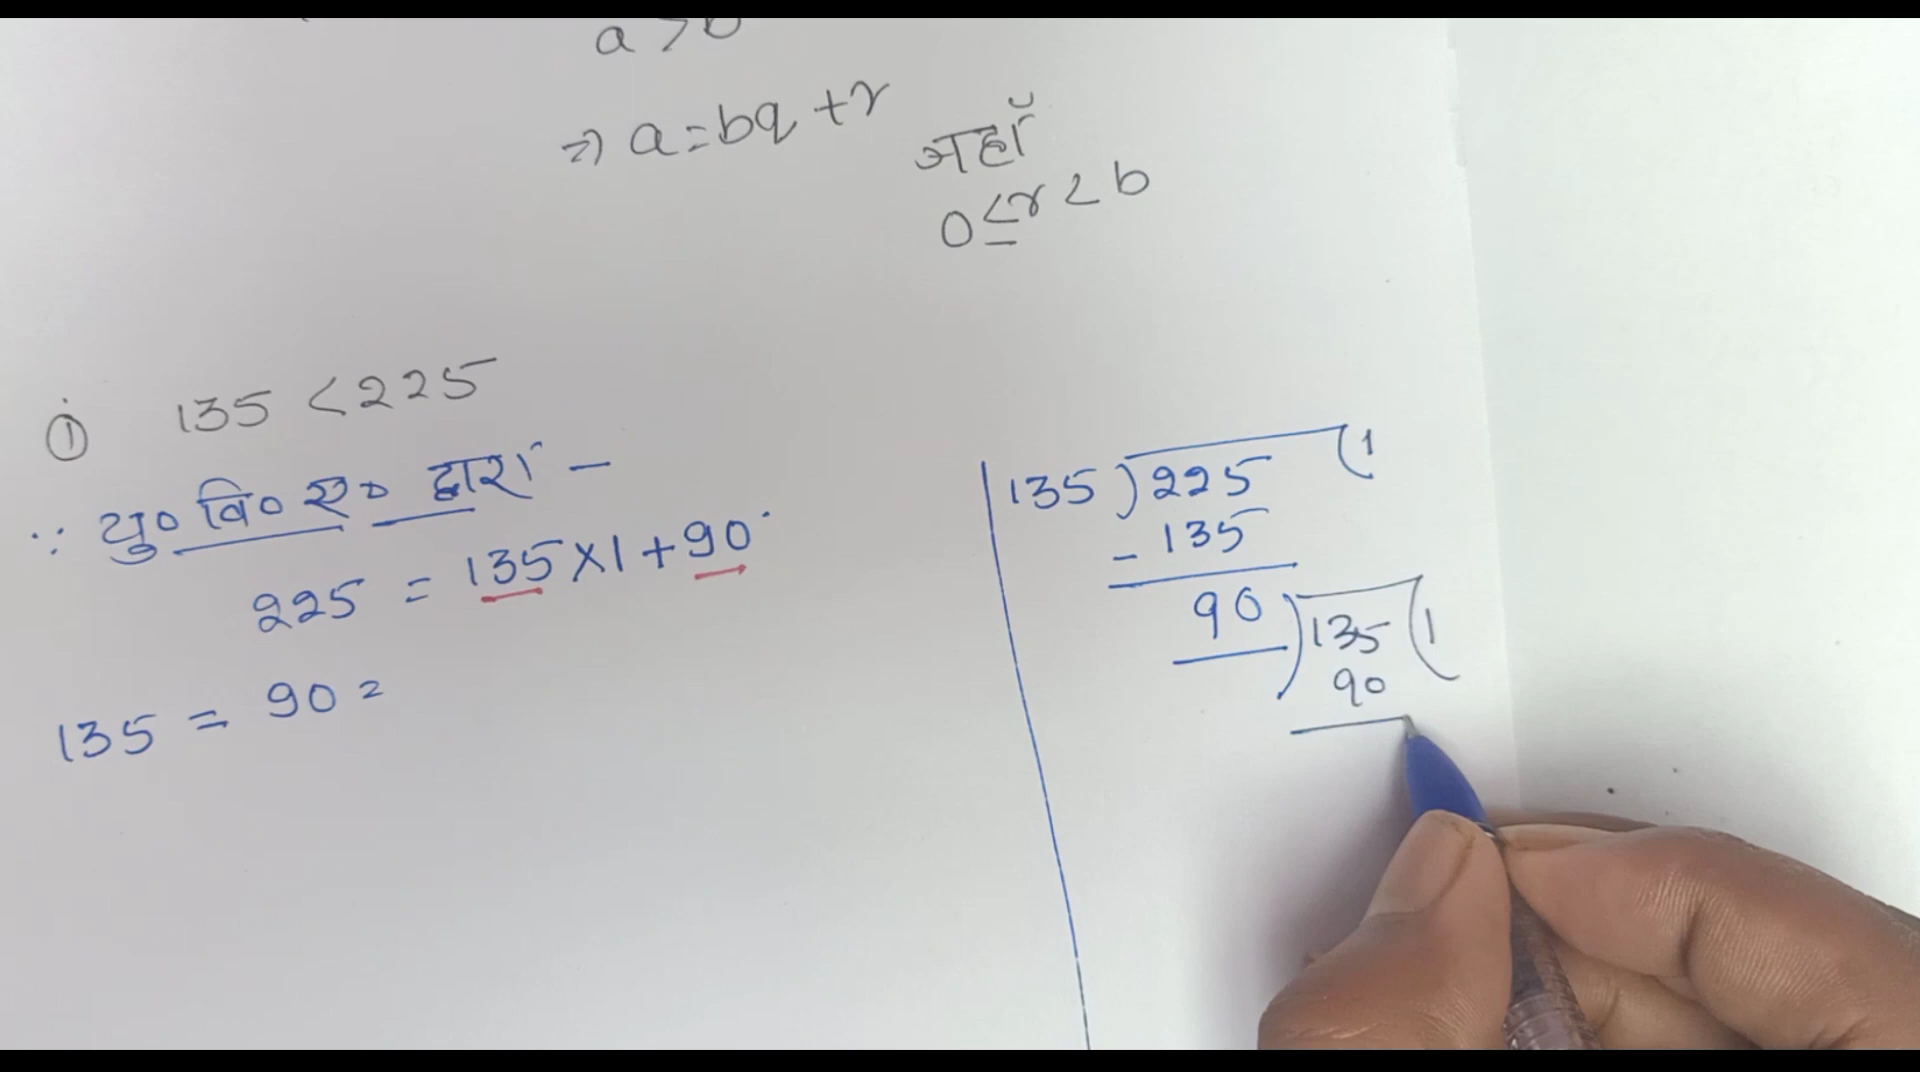 a > b
⇒ a = bq + r
जहाँ
0 ≤ r < b
① 135 < 225
∵ यु० वि० ए० द्वारा –
225 = 135 × 1 + 90
135 = 90 =
135 ) 225 ( 1
- 135
90 ) 135 ( 1
90